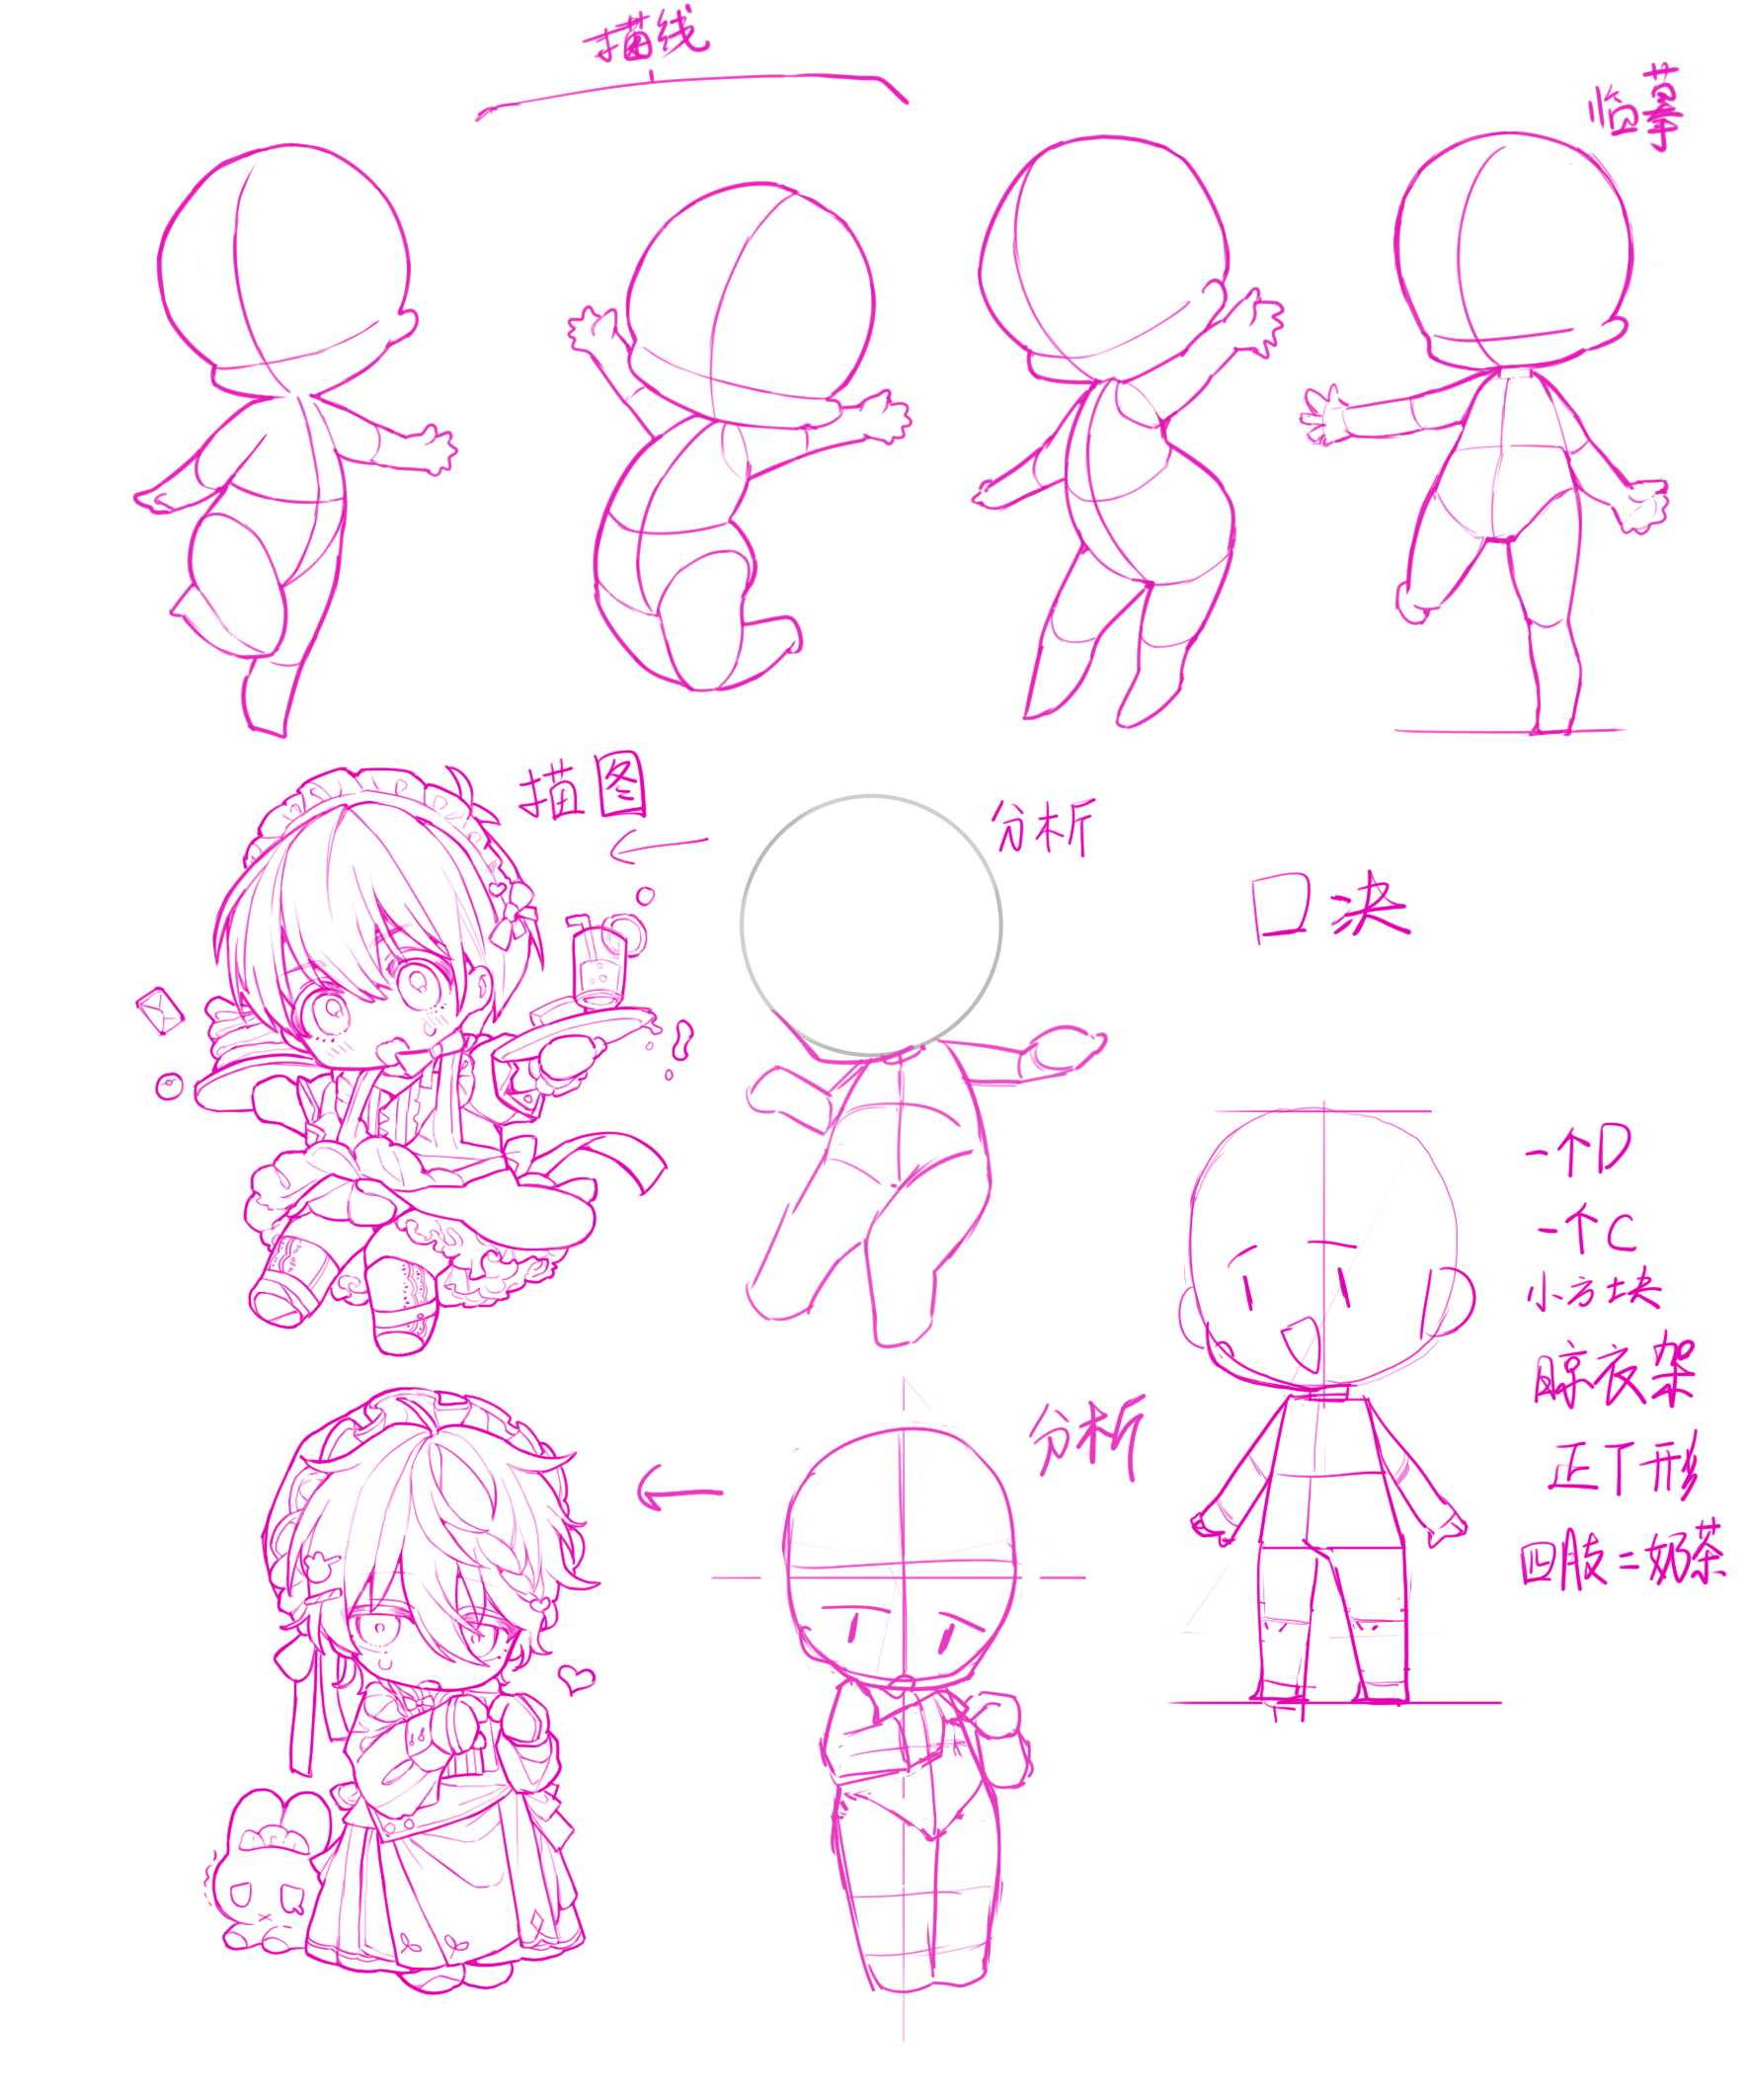 描线
临摹
描图
分析
口决
一个D
一个C
小方块
晾衣架
正丅形
四肢=奶茶
分析